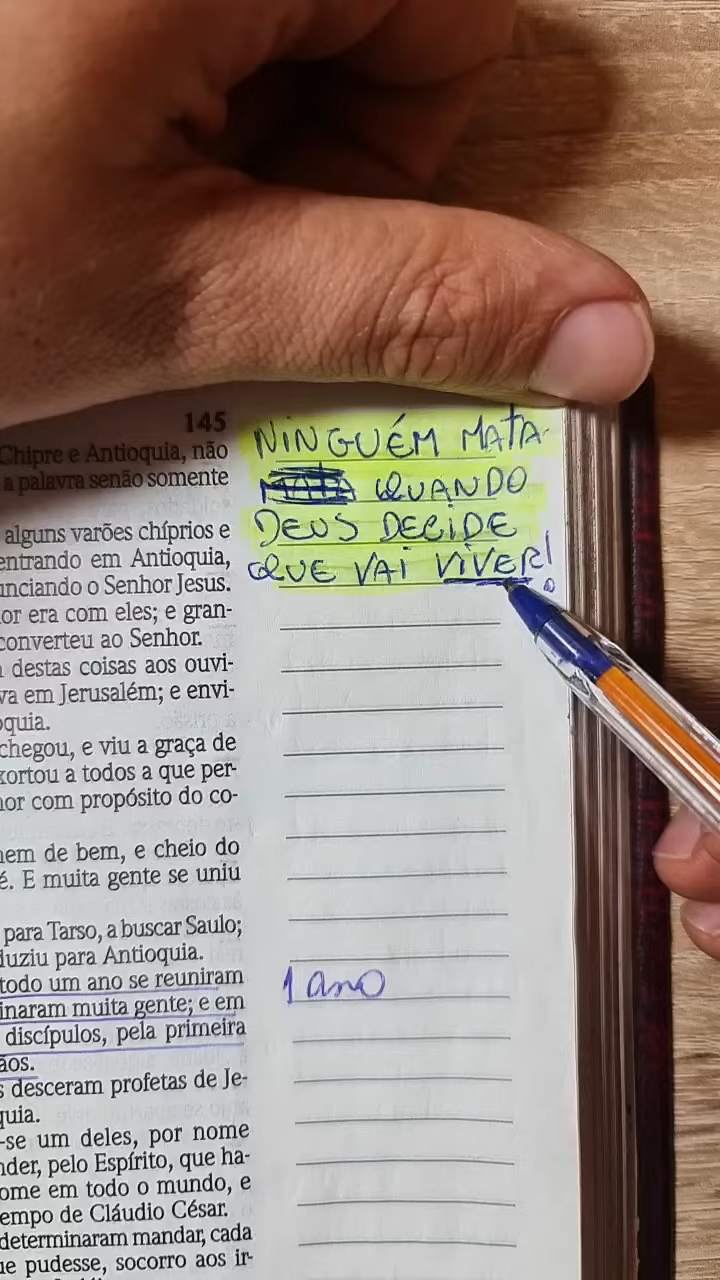 145
Chipre e Antioquia, não
a palavra senão somente
alguns varões chíprios e
entrando em Antioquia,
unciando o Senhor Jesus.
or era com eles; e gran-
converteu ao Senhor.
destas coisas aos ouvi-
va em Jerusalém; e envi-
oquia.
chegou, e viu a graça de
xortou a todos a que per-
nor com propósito do co-
nem de bem, e cheio do
é. E muita gente se uniu
para Tarso, a buscar Saulo;
duziu para Antioquia.
todo um ano se reuniram
inaram muita gente; e em
discípulos, pela primeira
ãos.
s desceram profetas de Je-
quia.
-se um deles, por nome
nder, pelo Espírito, que ha-
ome em todo o mundo, e
empo de Cláudio César.
determinaram mandar, cada
ue pudesse, socorro aos ir-
NINGUÉM MATA
QUANDO
DEUS DECIDE
QUE VAI VIVER!
1 ano